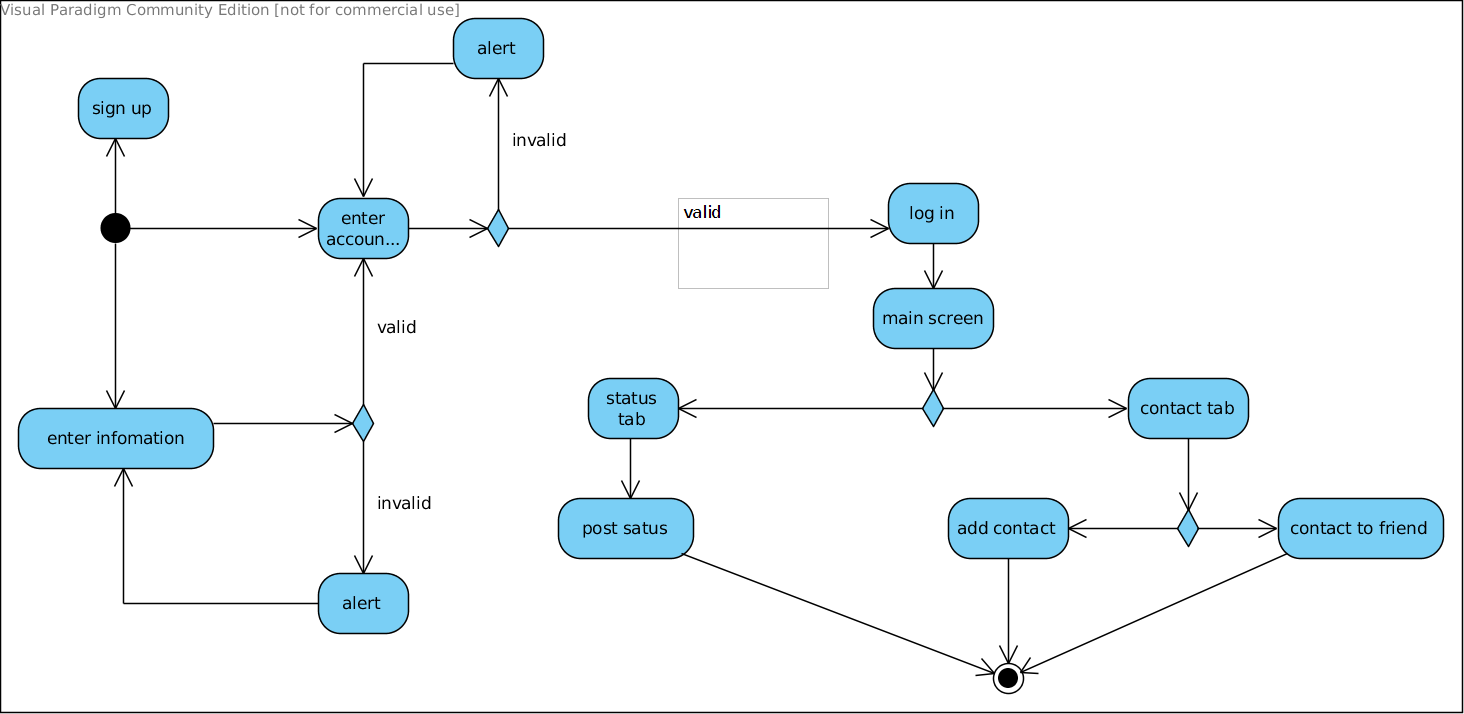 Visual Paradigm Community Edition [not for commercial use]
alert
sign up
invalid
enter
accoun...
valid
log in
main screen
valid
status
tab
contact tab
enter infomation
invalid
post satus
add contact
contact to friend
alert